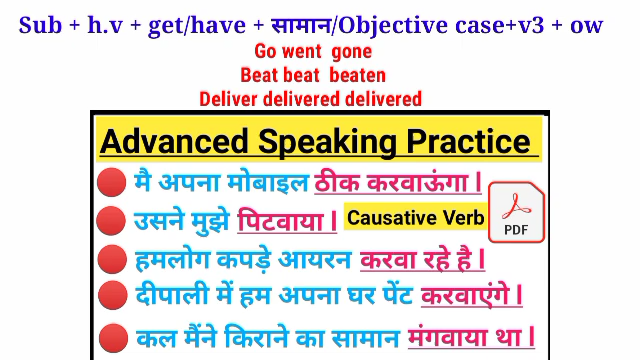 Sub + h.v + get/have + सामान/Objective case+v3 + ow
Go went gone
Beat beat beaten
Deliver delivered delivered
Advanced Speaking Practice
मै अपना मोबाइल ठीक करवाऊंगा l
उसने मुझे पिटवाया l Causative Verb
PDF
हमलोग कपड़े आयरन करवा रहे है l
दीपाली में हम अपना घर पेंट करवाएंगे l
कल मैंने किराने का सामान मंगवाया था l